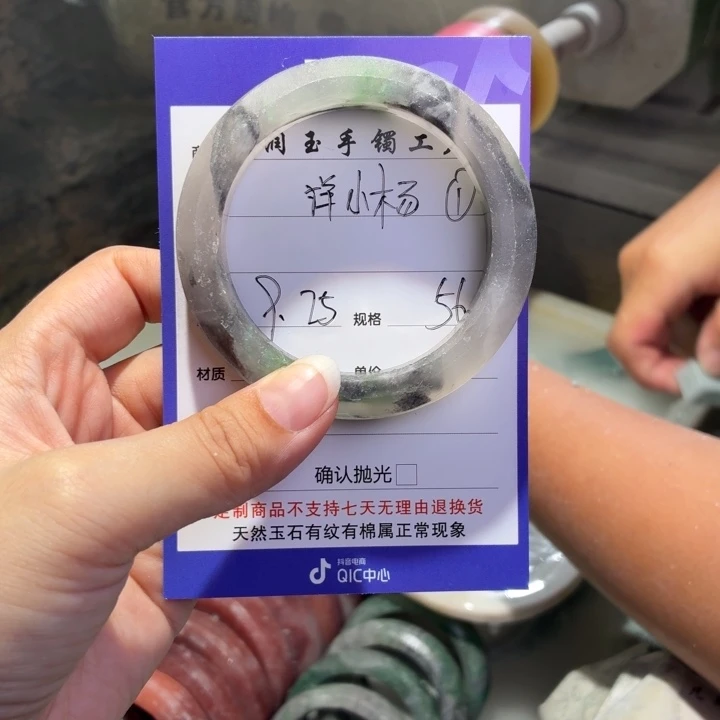 润玉手镯工
洋小杨 ①
9.25 规格 56
材质 单价
确认抛光
定制商品不支持七天无理由退换货
天然玉石有纹有棉属正常现象
抖音电商
QIC中心